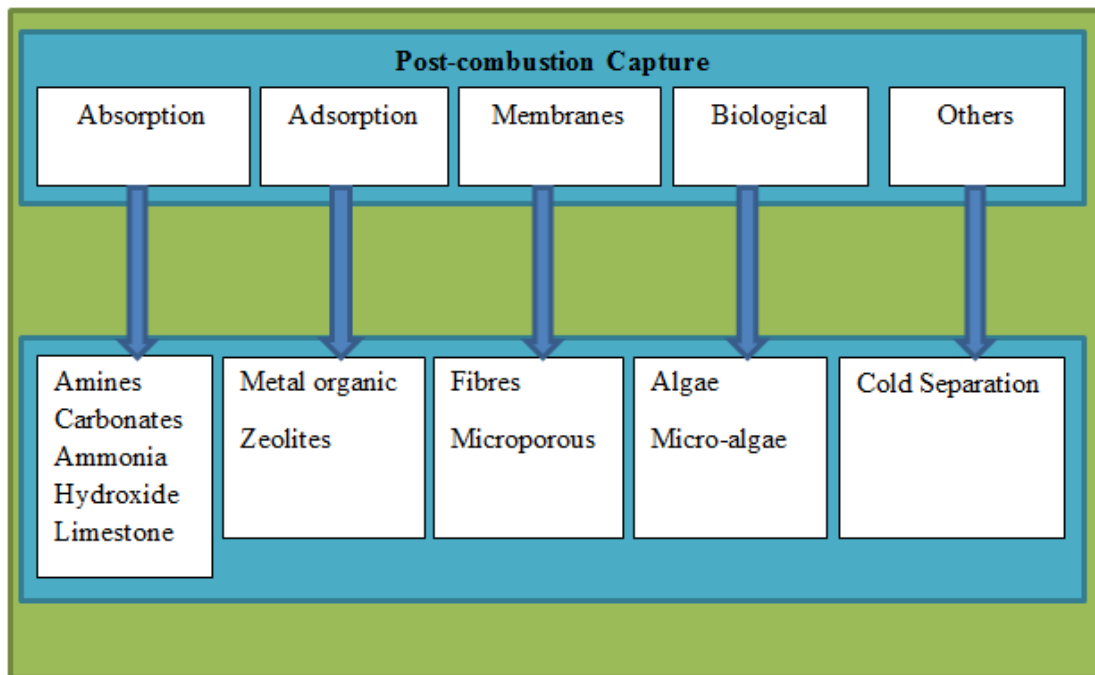 Post-combustion Capture
Absorption
Adsorption
Membranes
Biological
Others
Amines
Carbonates
Ammonia
Hydroxide
Limestone
Metal organic
Zeolites
Fibres
Microporous
Algae
Micro-algae
Cold Separation